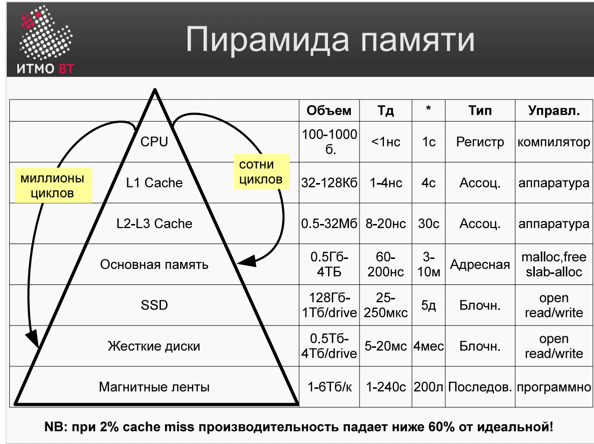 Пирамида памяти
ИТМО ВТ
Объем Тд * Тип Управл.
CPU 100-1000 б. <1нс 1с Регистр компилятор
миллионы циклов
сотни циклов
L1 Cache 32-128Кб 1-4нс 4с Ассоц. аппаратура
L2-L3 Cache 0.5-32Мб 8-20нс 30с Ассоц. аппаратура
Основная память 0.5Гб-4ТБ 60-200нс 3-10м Адресная malloc,free slab-alloc
SSD 128Гб-1Тб/drive 25-250мкс 5д Блочн. open read/write
Жесткие диски 0.5Тб-4Тб/drive 5-20мс 4мес Блочн. open read/write
Магнитные ленты 1-6Тб/к 1-240с 200л Последов. программно
NB: при 2% cache miss производительность падает ниже 60% от идеальной!